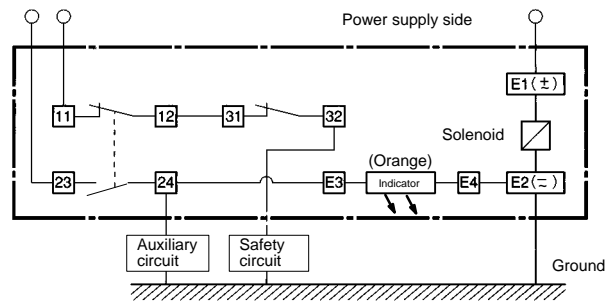 Power supply side
E1(±)
11
12
31
32
Solenoid
(Orange)
23
24
E3
Indicator
E4
E2(≂)
Auxiliary
circuit
Safety
circuit
Ground